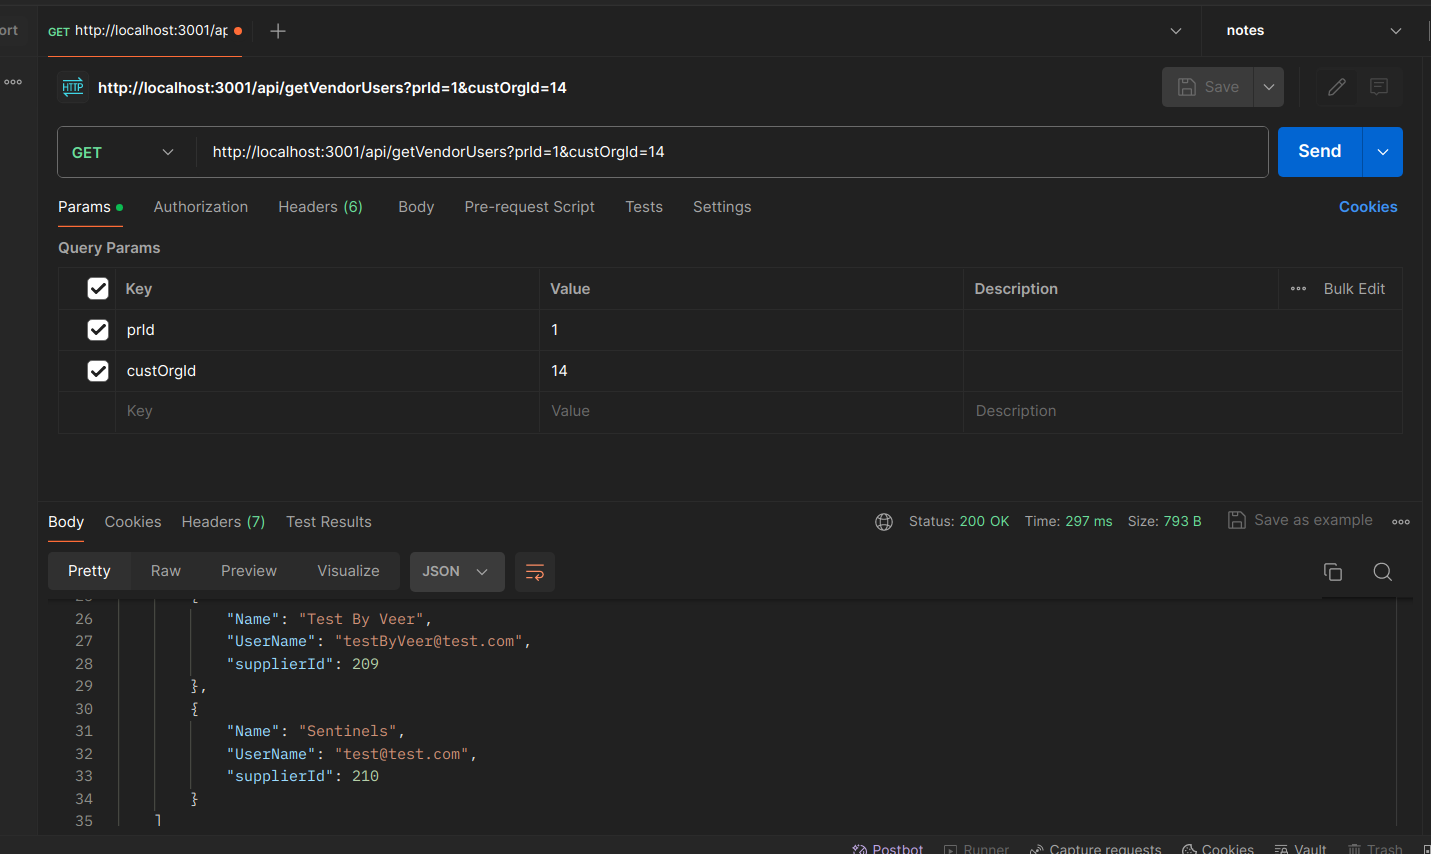 ort
GET http://localhost:3001/ap
notes
HTTP http://localhost:3001/api/getVendorUsers?prId=1&custOrgId=14
Save
GET http://localhost:3001/api/getVendorUsers?prId=1&custOrgId=14
Send
Params Authorization Headers (6) Body Pre-request Script Tests Settings Cookies
Query Params
Key Value Description Bulk Edit
prId 1
custOrgId 14
Key Value Description
Body Cookies Headers (7) Test Results Status: 200 OK Time: 297 ms Size: 793 B Save as example
Pretty Raw Preview Visualize JSON
25 {
26 "Name": "Test By Veer",
27 "UserName": "testByVeer@test.com",
28 "supplierId": 209
29 },
30 {
31 "Name": "Sentinels",
32 "UserName": "test@test.com",
33 "supplierId": 210
34 }
35 ]
Postbot Runner Capture requests Cookies Vault Trash